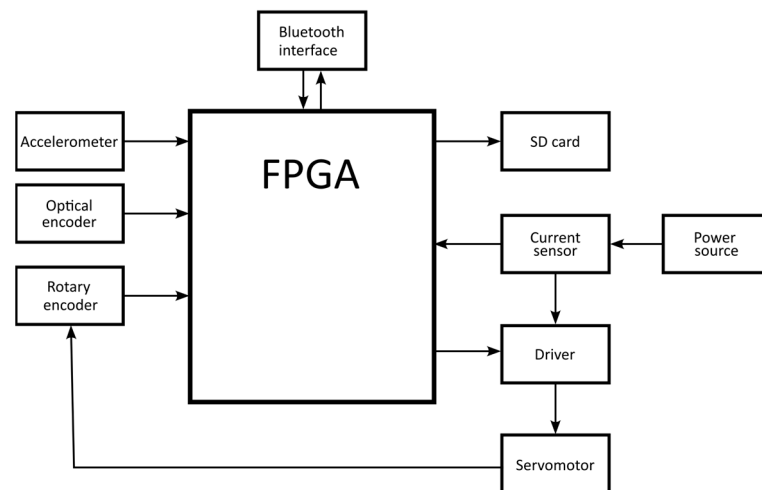 Bluetooth
interface
Accelerometer
FPGA
SD card
Optical
encoder
Current
sensor
Power
source
Rotary
encoder
Driver
Servomotor